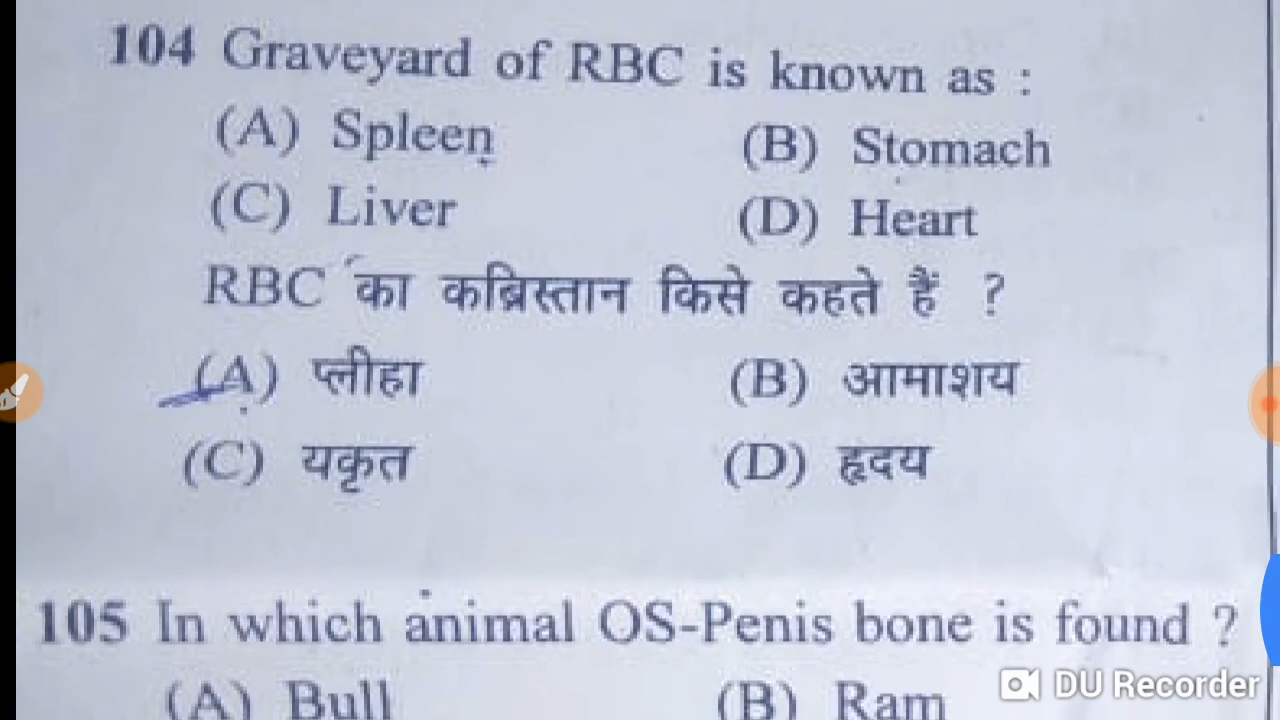 104 Graveyard of RBC is known as :
(A) Spleen (B) Stomach
(C) Liver (D) Heart
RBC का कब्रिस्तान किसे कहते हैं ?
(A) प्लीहा (B) आमाशय
(C) यकृत (D) हृदय
105 In which animal OS-Penis bone is found ?
(A) Bull (B) Ram
DU Recorder